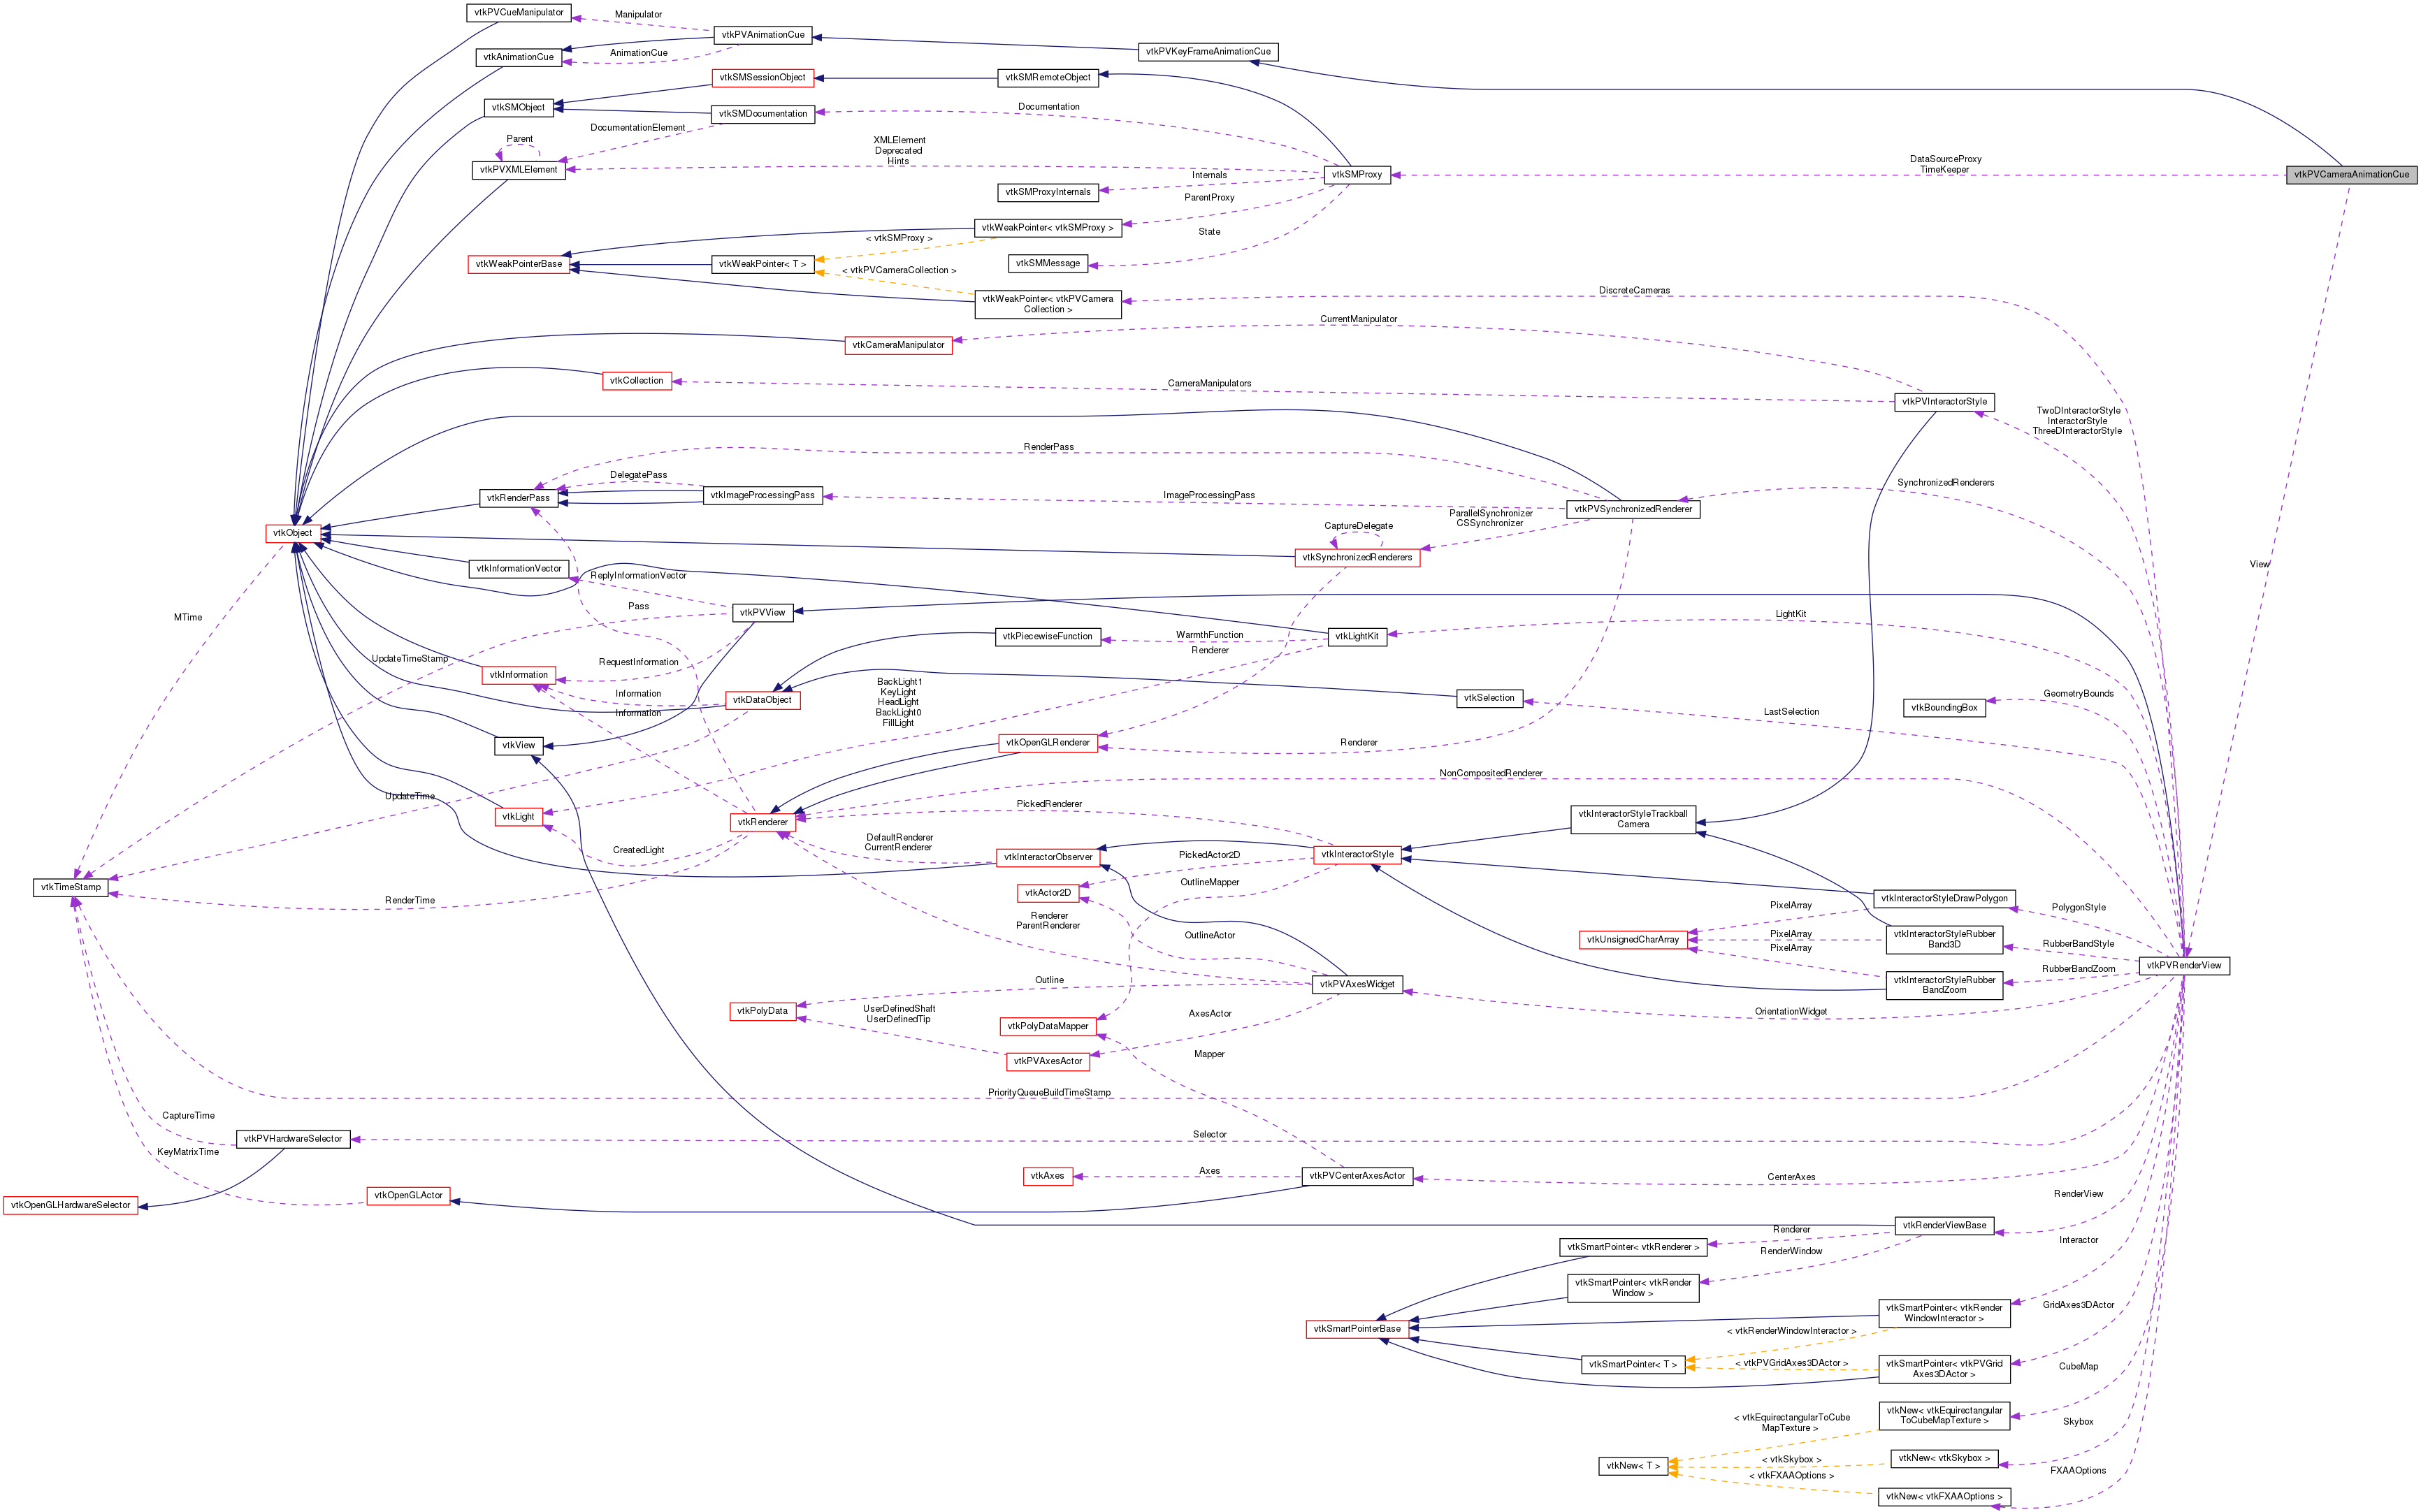 vtkPVCueManipulator
Manipulator
vtkPVAnimationCue
vtkAnimationCue
AnimationCue
vtkPVKeyFrameAnimationCue
vtkSMSessionObject
vtkSMRemoteObject
vtkSMObject
vtkSMDocumentation
Documentation
DocumentationElement
Parent
vtkPVXMLElement
XMLElement
Deprecated
Hints
vtkSMProxy
DataSourceProxy
TimeKeeper
vtkPVCameraAnimationCue
Internals
vtkSMProxyInternals
ParentProxy
vtkWeakPointer< vtkSMProxy >
State
< vtkSMProxy >
vtkWeakPointerBase
vtkWeakPointer< T >
vtkSMMessage
< vtkPVCameraCollection >
vtkWeakPointer< vtkPVCamera
Collection >
DiscreteCameras
CurrentManipulator
vtkCameraManipulator
vtkCollection
CameraManipulators
vtkPVInteractorStyle
TwoDInteractorStyle
InteractorStyle
ThreeDInteractorStyle
RenderPass
DelegatePass
vtkRenderPass
vtkImageProcessingPass
ImageProcessingPass
vtkPVSynchronizedRenderer
SynchronizedRenderers
ParallelSynchronizer
CSSynchronizer
CaptureDelegate
vtkObject
vtkSynchronizedRenderers
vtkInformationVector
ReplyInformationVector
View
MTime
Pass
vtkPVView
LightKit
vtkPiecewiseFunction
WarmthFunction
vtkLightKit
Renderer
UpdateTimeStamp
RequestInformation
vtkInformation
Information
vtkDataObject
BackLight1
KeyLight
HeadLight
BackLight0
FillLight
vtkSelection
LastSelection
GeometryBounds
vtkBoundingBox
Information
vtkView
vtkOpenGLRenderer
Renderer
NonCompositedRenderer
UpdateTime
vtkLight
vtkRenderer
PickedRenderer
vtkInteractorStyleTrackball
Camera
CreatedLight
DefaultRenderer
CurrentRenderer
vtkInteractorObserver
PickedActor2D
vtkInteractorStyle
vtkTimeStamp
RenderTime
vtkActor2D
OutlineMapper
vtkInteractorStyleDrawPolygon
PixelArray
PolygonStyle
Renderer
ParentRenderer
OutlineActor
vtkUnsignedCharArray
PixelArray
vtkInteractorStyleRubber
Band3D
RubberBandStyle
PixelArray
vtkPVRenderView
RubberBandZoom
vtkInteractorStyleRubber
BandZoom
Outline
vtkPVAxesWidget
OrientationWidget
vtkPolyData
UserDefinedShaft
UserDefinedTip
vtkPolyDataMapper
AxesActor
vtkPVAxesActor
Mapper
PriorityQueueBuildTimeStamp
CaptureTime
vtkPVHardwareSelector
Selector
KeyMatrixTime
vtkAxes
Axes
vtkPVCenterAxesActor
CenterAxes
vtkOpenGLHardwareSelector
vtkOpenGLActor
RenderView
vtkRenderViewBase
Renderer
vtkSmartPointer< vtkRenderer >
RenderWindow
Interactor
vtkSmartPointer< vtkRender
Window >
vtkSmartPointer< vtkRender
WindowInteractor >
GridAxes3DActor
vtkSmartPointerBase
< vtkRenderWindowInteractor >
vtkSmartPointer< T >
< vtkPVGridAxes3DActor >
vtkSmartPointer< vtkPVGrid
Axes3DActor >
CubeMap
< vtkEquirectangularToCube
MapTexture >
vtkNew< vtkEquirectangular
ToCubeMapTexture >
Skybox
vtkNew< T >
< vtkSkybox >
vtkNew< vtkSkybox >
< vtkFXAAOptions >
FXAAOptions
vtkNew< vtkFXAAOptions >